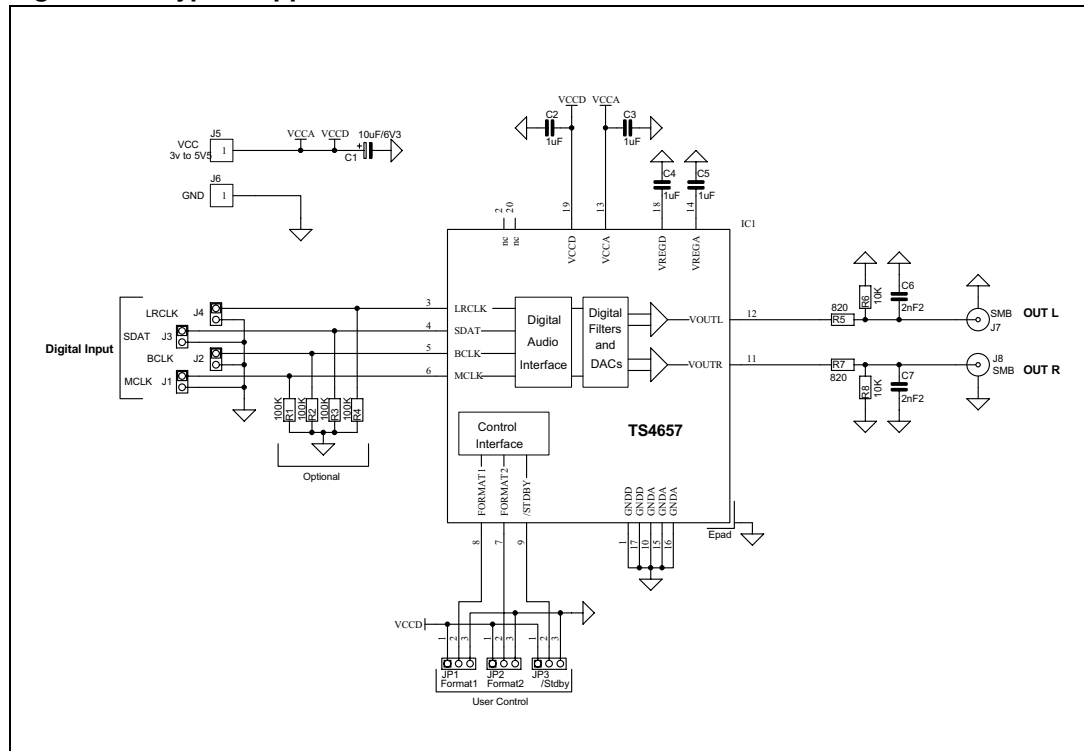 VCCD VCCA
C2
1uF
C3
1uF
J5
VCC
3v to 5V5
1
VCCA VCCD
10uF/6V3
+
C1
J6
GND
1
C4
1uF
C5
1uF
2
20
19
13
18
14
IC1
nc
nc
VCCD
VCCA
VREGD
VREGA
Digital Input
LRCLK
J4
SDAT
J3
BCLK
J2
MCLK
J1
3
4
5
6
LRCLK
SDAT
BCLK
MCLK
Digital
Audio
Interface
Digital
Filters
and
DACs
VOUTL
VOUTR
12
11
820
R5
R6
10K
C6
2nF2
SMB
J7
OUT L
R7
820
R8
10K
C7
2nF2
J8
SMB
OUT R
100K
R1
100K
R2
100K
R3
100K
R4
Optional
Control
Interface
TS4657
FORMAT1
FORMAT2
/STDBY
GNDD
GNDD
GNDA
GNDA
GNDA
Epad
8
7
9
1
17
10
15
16
VCCD
1
2
3
1
2
3
1
2
3
JP1
Format1
JP2
Format2
JP3
/Stdby
User Control